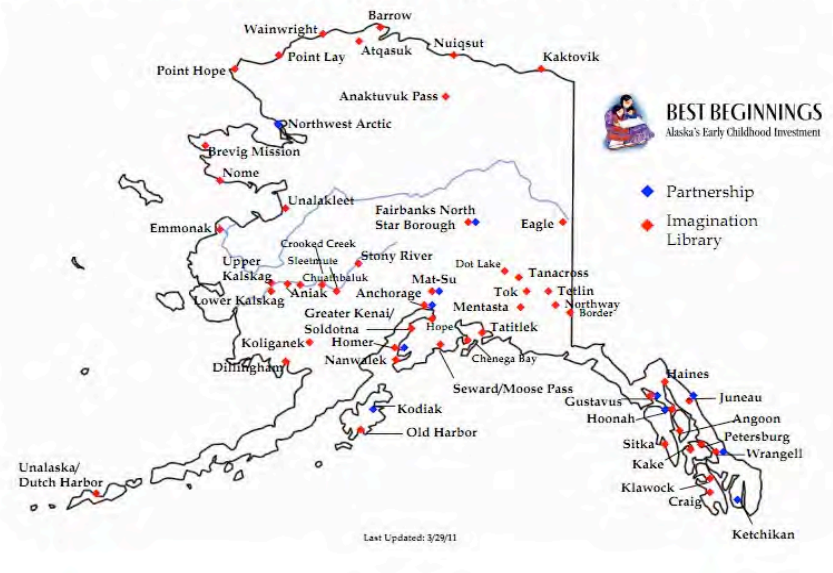 Barrow
Wainwright
Atqasuk
Nuiqsut
Point Lay
Kaktovik
Point Hope
Anaktuvuk Pass
BEST BEGINNINGS
Alaska's Early Childhood Investment
Northwest Arctic
Brevig Mission
Nome
Partnership
Unalakleet
Fairbanks North
Star Borough
Eagle
Imagination
Library
Emmonak
Crooked Creek
Stony River
Upper
Kalskag
Sleetmute
Chuathbaluk
Dot Lake
Tanacross
Mat-Su
Lower Kalskag
Aniak
Anchorage
Tok
Tetlin
Mentasta
Northway
Border
Greater Kenai/
Soldotna
Hope
Tatitlek
Koliganek
Homer
Nanwalek
Chenega Bay
Dillingham
Seward/Moose Pass
Haines
Gustavus
Juneau
Kodiak
Hoonah
Angoon
Old Harbor
Sitka
Petersburg
Kake
Wrangell
Unalaska/
Dutch Harbor
Klawock
Craig
Ketchikan
Last Updated: 3/29/11